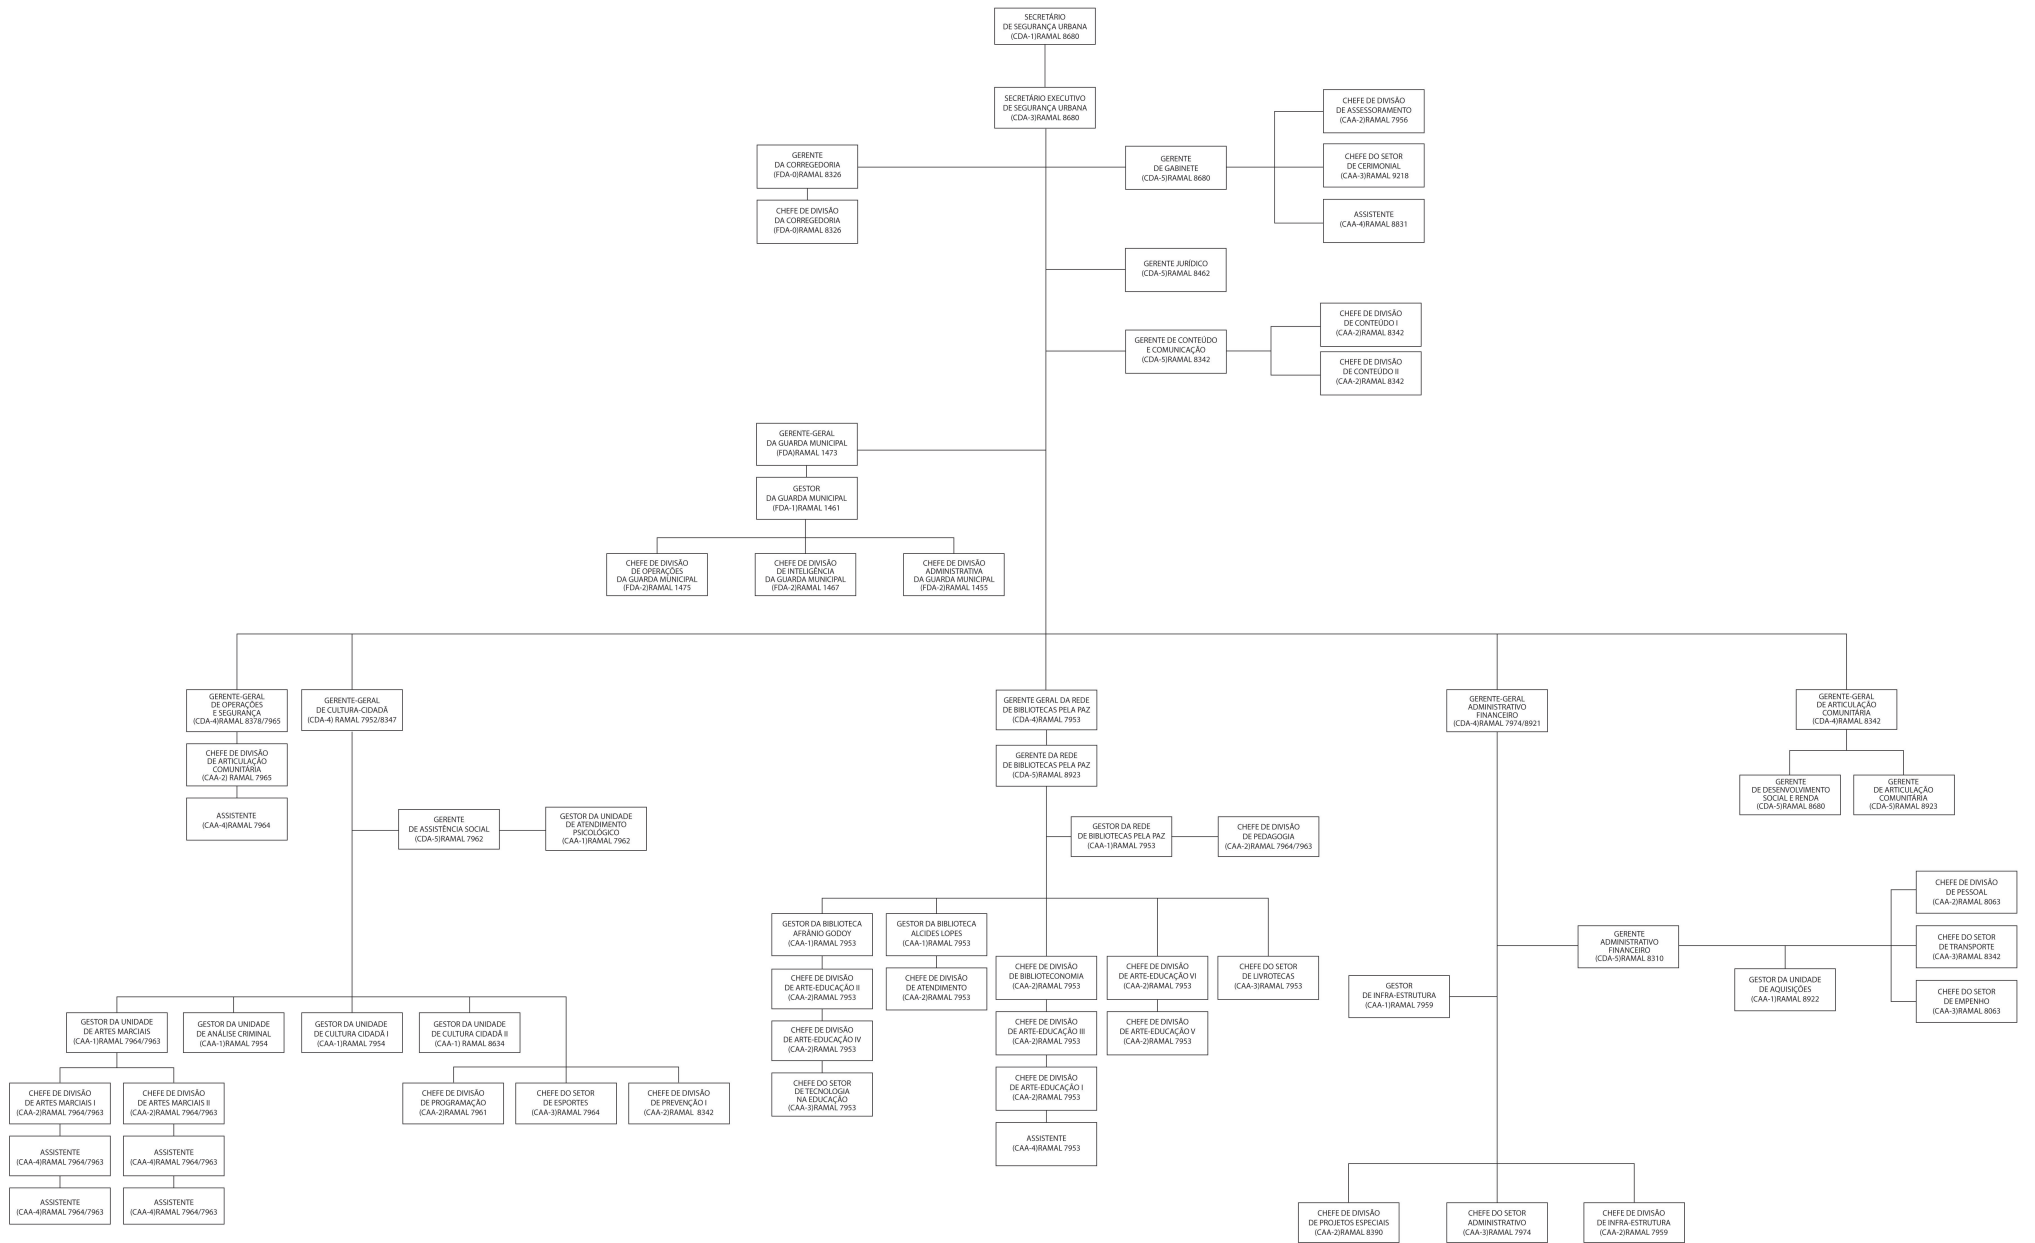 SECRETÁRIO
DE SEGURANÇA URBANA
(CDA-1)RAMAL 8680
SECRETÁRIO EXECUTIVO
DE SEGURANÇA URBANA
(CDA-3)RAMAL 8680
GERENTE
DA CORREGEDORIA
(FDA-0)RAMAL 8326
CHEFE DE DIVISÃO
DA CORREGEDORIA
(FDA-0)RAMAL 8326
GERENTE
DE GABINETE
(CDA-5)RAMAL 8680
CHEFE DE DIVISÃO
DE ASSESSORAMENTO
(CAA-2)RAMAL 7956
CHEFE DO SETOR
DE CERIMONIAL
(CAA-3)RAMAL 9218
ASSISTENTE
(CAA-4)RAMAL 8831
GERENTE JURÍDICO
(CDA-5)RAMAL 8462
GERENTE DE CONTEÚDO
E COMUNICAÇÃO
(CDA-5)RAMAL 8342
CHEFE DE DIVISÃO
DE CONTEÚDO I
(CAA-2)RAMAL 8342
CHEFE DE DIVISÃO
DE CONTEÚDO II
(CAA-2)RAMAL 8342
GERENTE-GERAL
DA GUARDA MUNICIPAL
(FDA)RAMAL 1473
GESTOR
DA GUARDA MUNICIPAL
(FDA-1)RAMAL 1461
CHEFE DE DIVISÃO
DE OPERAÇÕES
DA GUARDA MUNICIPAL
(FDA-2)RAMAL 1475
CHEFE DE DIVISÃO
DE INTELIGÊNCIA
DA GUARDA MUNICIPAL
(FDA-2)RAMAL 1467
CHEFE DE DIVISÃO
ADMINISTRATIVA
DA GUARDA MUNICIPAL
(FDA-2)RAMAL 1455
GERENTE-GERAL
DE OPERAÇÕES
E SEGURANÇA
(CDA-4)RAMAL 8378/7965
CHEFE DE DIVISÃO
DE ARTICULAÇÃO
COMUNITÁRIA
(CAA-2) RAMAL 7965
ASSISTENTE
(CAA-4)RAMAL 7964
GERENTE-GERAL
DE CULTURA-CIDADÃ
(CDA-4) RAMAL 7952/8347
GERENTE
DE ASSISTÊNCIA SOCIAL
(CDA-5)RAMAL 7962
GESTOR DA UNIDADE
DE ATENDIMENTO
PSICOLÓGICO
(CAA-1)RAMAL 7962
GESTOR DA UNIDADE
DE ARTES MARCIAIS
(CAA-1)RAMAL 7964/7963
GESTOR DA UNIDADE
DE ANÁLISE CRIMINAL
(CAA-1)RAMAL 7954
GESTOR DA UNIDADE
DE CULTURA CIDADÃ I
(CAA-1)RAMAL 7954
GESTOR DA UNIDADE
DE CULTURA CIDADÃ II
(CAA-1) RAMAL 8634
CHEFE DE DIVISÃO
DE ARTES MARCIAIS I
(CAA-2)RAMAL 7964/7963
CHEFE DE DIVISÃO
DE ARTES MARCIAIS II
(CAA-2)RAMAL 7964/7963
CHEFE DE DIVISÃO
DE PROGRAMAÇÃO
(CAA-2)RAMAL 7961
CHEFE DO SETOR
DE ESPORTES
(CAA-3)RAMAL 7964
CHEFE DE DIVISÃO
DE PREVENÇÃO I
(CAA-2)RAMAL 8342
ASSISTENTE
(CAA-4)RAMAL 7964/7963
ASSISTENTE
(CAA-4)RAMAL 7964/7963
ASSISTENTE
(CAA-4)RAMAL 7964/7963
ASSISTENTE
(CAA-4)RAMAL 7964/7963
GERENTE GERAL DA REDE
DE BIBLIOTECAS PELA PAZ
(CDA-4)RAMAL 7953
GERENTE DA REDE
DE BIBLIOTECAS PELA PAZ
(CDA-5)RAMAL 8923
GESTOR DA REDE
DE BIBLIOTECAS PELA PAZ
(CAA-1)RAMAL 7953
CHEFE DE DIVISÃO
DE PEDAGOGIA
(CAA-2)RAMAL 7964/7963
GESTOR DA BIBLIOTECA
AFRÂNIO GODOY
(CAA-1)RAMAL 7953
CHEFE DE DIVISÃO
DE ARTE-EDUCAÇÃO II
(CAA-2)RAMAL 7953
CHEFE DE DIVISÃO
DE ARTE-EDUCAÇÃO IV
(CAA-2)RAMAL 7953
CHEFE DO SETOR
DE TECNOLOGIA
NA EDUCAÇÃO
(CAA-3)RAMAL 7953
GESTOR DA BIBLIOTECA
ALCIDES LOPES
(CAA-1)RAMAL 7953
CHEFE DE DIVISÃO
DE ATENDIMENTO
(CAA-2)RAMAL 7953
CHEFE DE DIVISÃO
DE BIBLIOTECONOMIA
(CAA-2)RAMAL 7953
CHEFE DE DIVISÃO
DE ARTE-EDUCAÇÃO III
(CAA-2)RAMAL 7953
CHEFE DE DIVISÃO
DE ARTE-EDUCAÇÃO I
(CAA-2)RAMAL 7953
ASSISTENTE
(CAA-4)RAMAL 7953
CHEFE DE DIVISÃO
DE ARTE-EDUCAÇÃO VI
(CAA-2)RAMAL 7953
CHEFE DE DIVISÃO
DE ARTE-EDUCAÇÃO V
(CAA-2)RAMAL 7953
CHEFE DO SETOR
DE LIVROTECAS
(CAA-3)RAMAL 7953
GERENTE-GERAL
ADMINISTRATIVO
FINANCEIRO
(CDA-4)RAMAL 7974/8921
GERENTE
ADMINISTRATIVO
FINANCEIRO
(CDA-5)RAMAL 8310
GESTOR DA UNIDADE
DE AQUISIÇÕES
(CAA-1)RAMAL 8922
CHEFE DE DIVISÃO
DE PESSOAL
(CAA-2)RAMAL 8063
CHEFE DO SETOR
DE TRANSPORTE
(CAA-3)RAMAL 8342
CHEFE DO SETOR
DE EMPENHO
(CAA-3)RAMAL 8063
GESTOR
DE INFRA-ESTRUTURA
(CAA-1)RAMAL 7959
CHEFE DE DIVISÃO
DE PROJETOS ESPECIAIS
(CAA-2)RAMAL 8390
CHEFE DO SETOR
ADMINISTRATIVO
(CAA-3)RAMAL 7974
CHEFE DE DIVISÃO
DE INFRA-ESTRUTURA
(CAA-2)RAMAL 7959
GERENTE-GERAL
DE ARTICULAÇÃO
COMUNITÁRIA
(CDA-4)RAMAL 8342
GERENTE
DE DESENVOLVIMENTO
SOCIAL E RENDA
(CDA-5)RAMAL 8680
GERENTE
DE ARTICULAÇÃO
COMUNITÁRIA
(CDA-5)RAMAL 8923